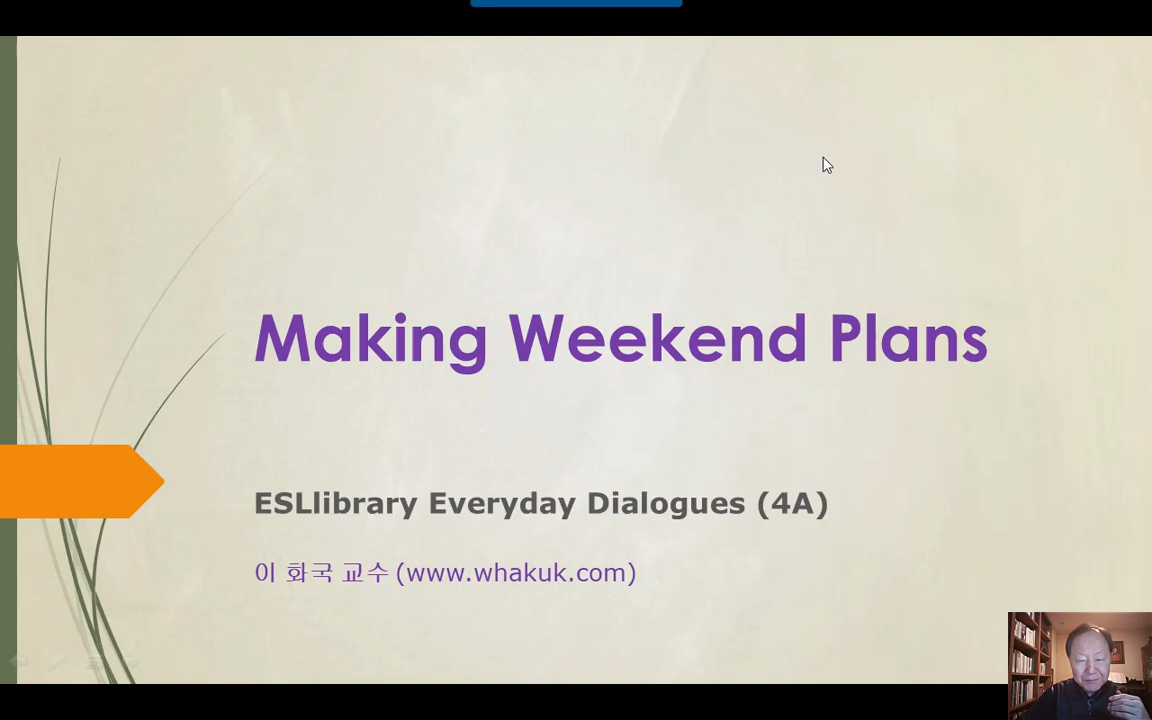 Making Weekend Plans
ESLlibrary Everyday Dialogues (4A)
이 화국 교수 (www.whakuk.com)